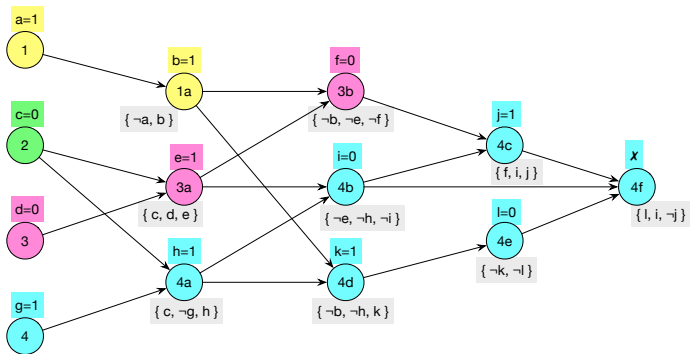 a=1
1
b=1
1a
{ ¬a, b }
f=0
3b
{ ¬b, ¬e, ¬f }
c=0
2
j=1
4c
{ f, i, j }
e=1
3a
{ c, d, e }
i=0
4b
{ ¬e, ¬h, ¬i }
✗
4f
{ l, i, ¬j }
d=0
3
h=1
4a
{ c, ¬g, h }
k=1
4d
{ ¬b, ¬h, k }
l=0
4e
{ ¬k, ¬l }
g=1
4